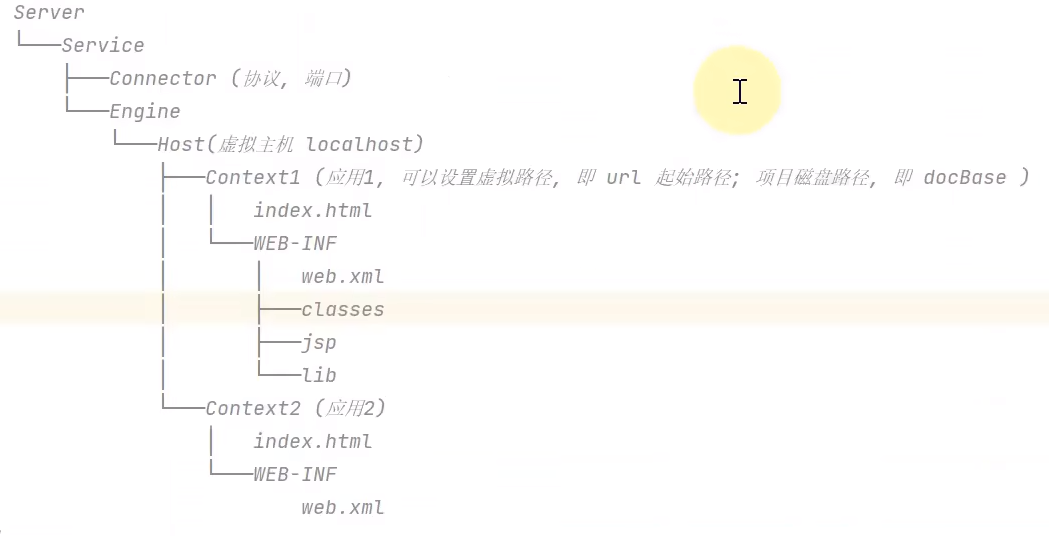 Server
└───Service
    ├───Connector (协议, 端口)
    └───Engine
        └───Host(虚拟主机 localhost)
            ├───Context1 (应用1, 可以设置虚拟路径, 即 url 起始路径; 项目磁盘路径, 即 docBase )
            │   │   index.html
            │   └───WEB-INF
            │       │   web.xml
            │       ├───classes
            │       ├───jsp
            │       └───lib
            └───Context2 (应用2)
                │   index.html
                └───WEB-INF
                        web.xml